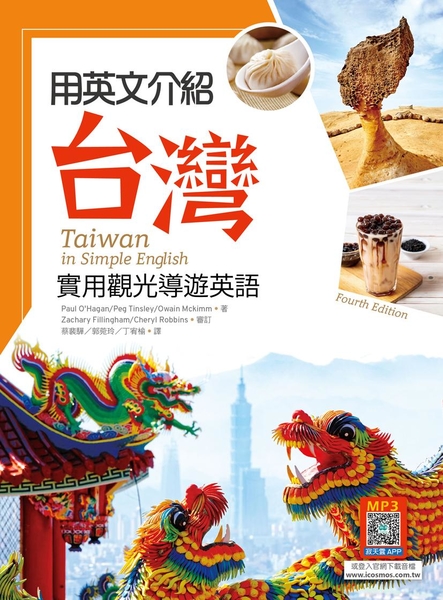 用英文介紹
台灣
Taiwan
in Simple English
實用觀光導遊英語
Paul O'Hagan/Peg Tinsley/Owain Mckimm ◆ 著
Zachary Fillingham/Cheryl Robbins ◆ 審訂
蔡裴驊／郭菀玲／丁宥榆 ◆ 譯
Fourth Edition
MP3
寂天雲 APP
或登入官網下載音檔
www.icosmos.com.tw